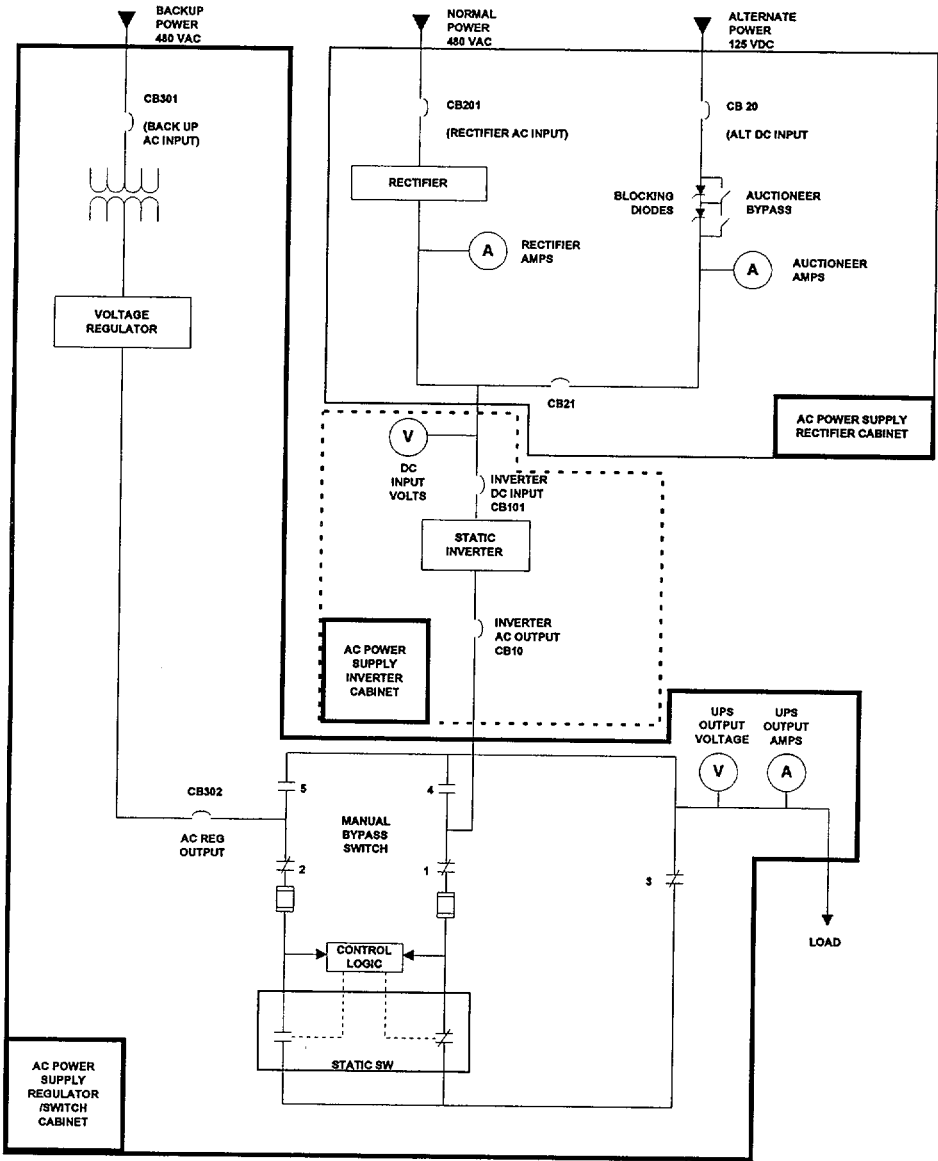 BACKUP
POWER
480 VAC
NORMAL
POWER
480 VAC
ALTERNATE
POWER
125 VDC
CB301
(BACK UP
AC INPUT)
CB201
(RECTIFIER AC INPUT)
CB 20
(ALT DC INPUT
RECTIFIER
BLOCKING
DIODES
AUCTIONEER
BYPASS
A
RECTIFIER
AMPS
A
AUCTIONEER
AMPS
VOLTAGE
REGULATOR
CB21
AC POWER SUPPLY
RECTIFIER CABINET
V
DC
INPUT
VOLTS
INVERTER
DC INPUT
CB101
STATIC
INVERTER
INVERTER
AC OUTPUT
CB10
AC POWER
SUPPLY
INVERTER
CABINET
UPS
OUTPUT
VOLTAGE
UPS
OUTPUT
AMPS
V
A
CB302
AC REG
OUTPUT
5
4
MANUAL
BYPASS
SWITCH
2
1
3
CONTROL
LOGIC
LOAD
STATIC SW
AC POWER
SUPPLY
REGULATOR
/SWITCH
CABINET